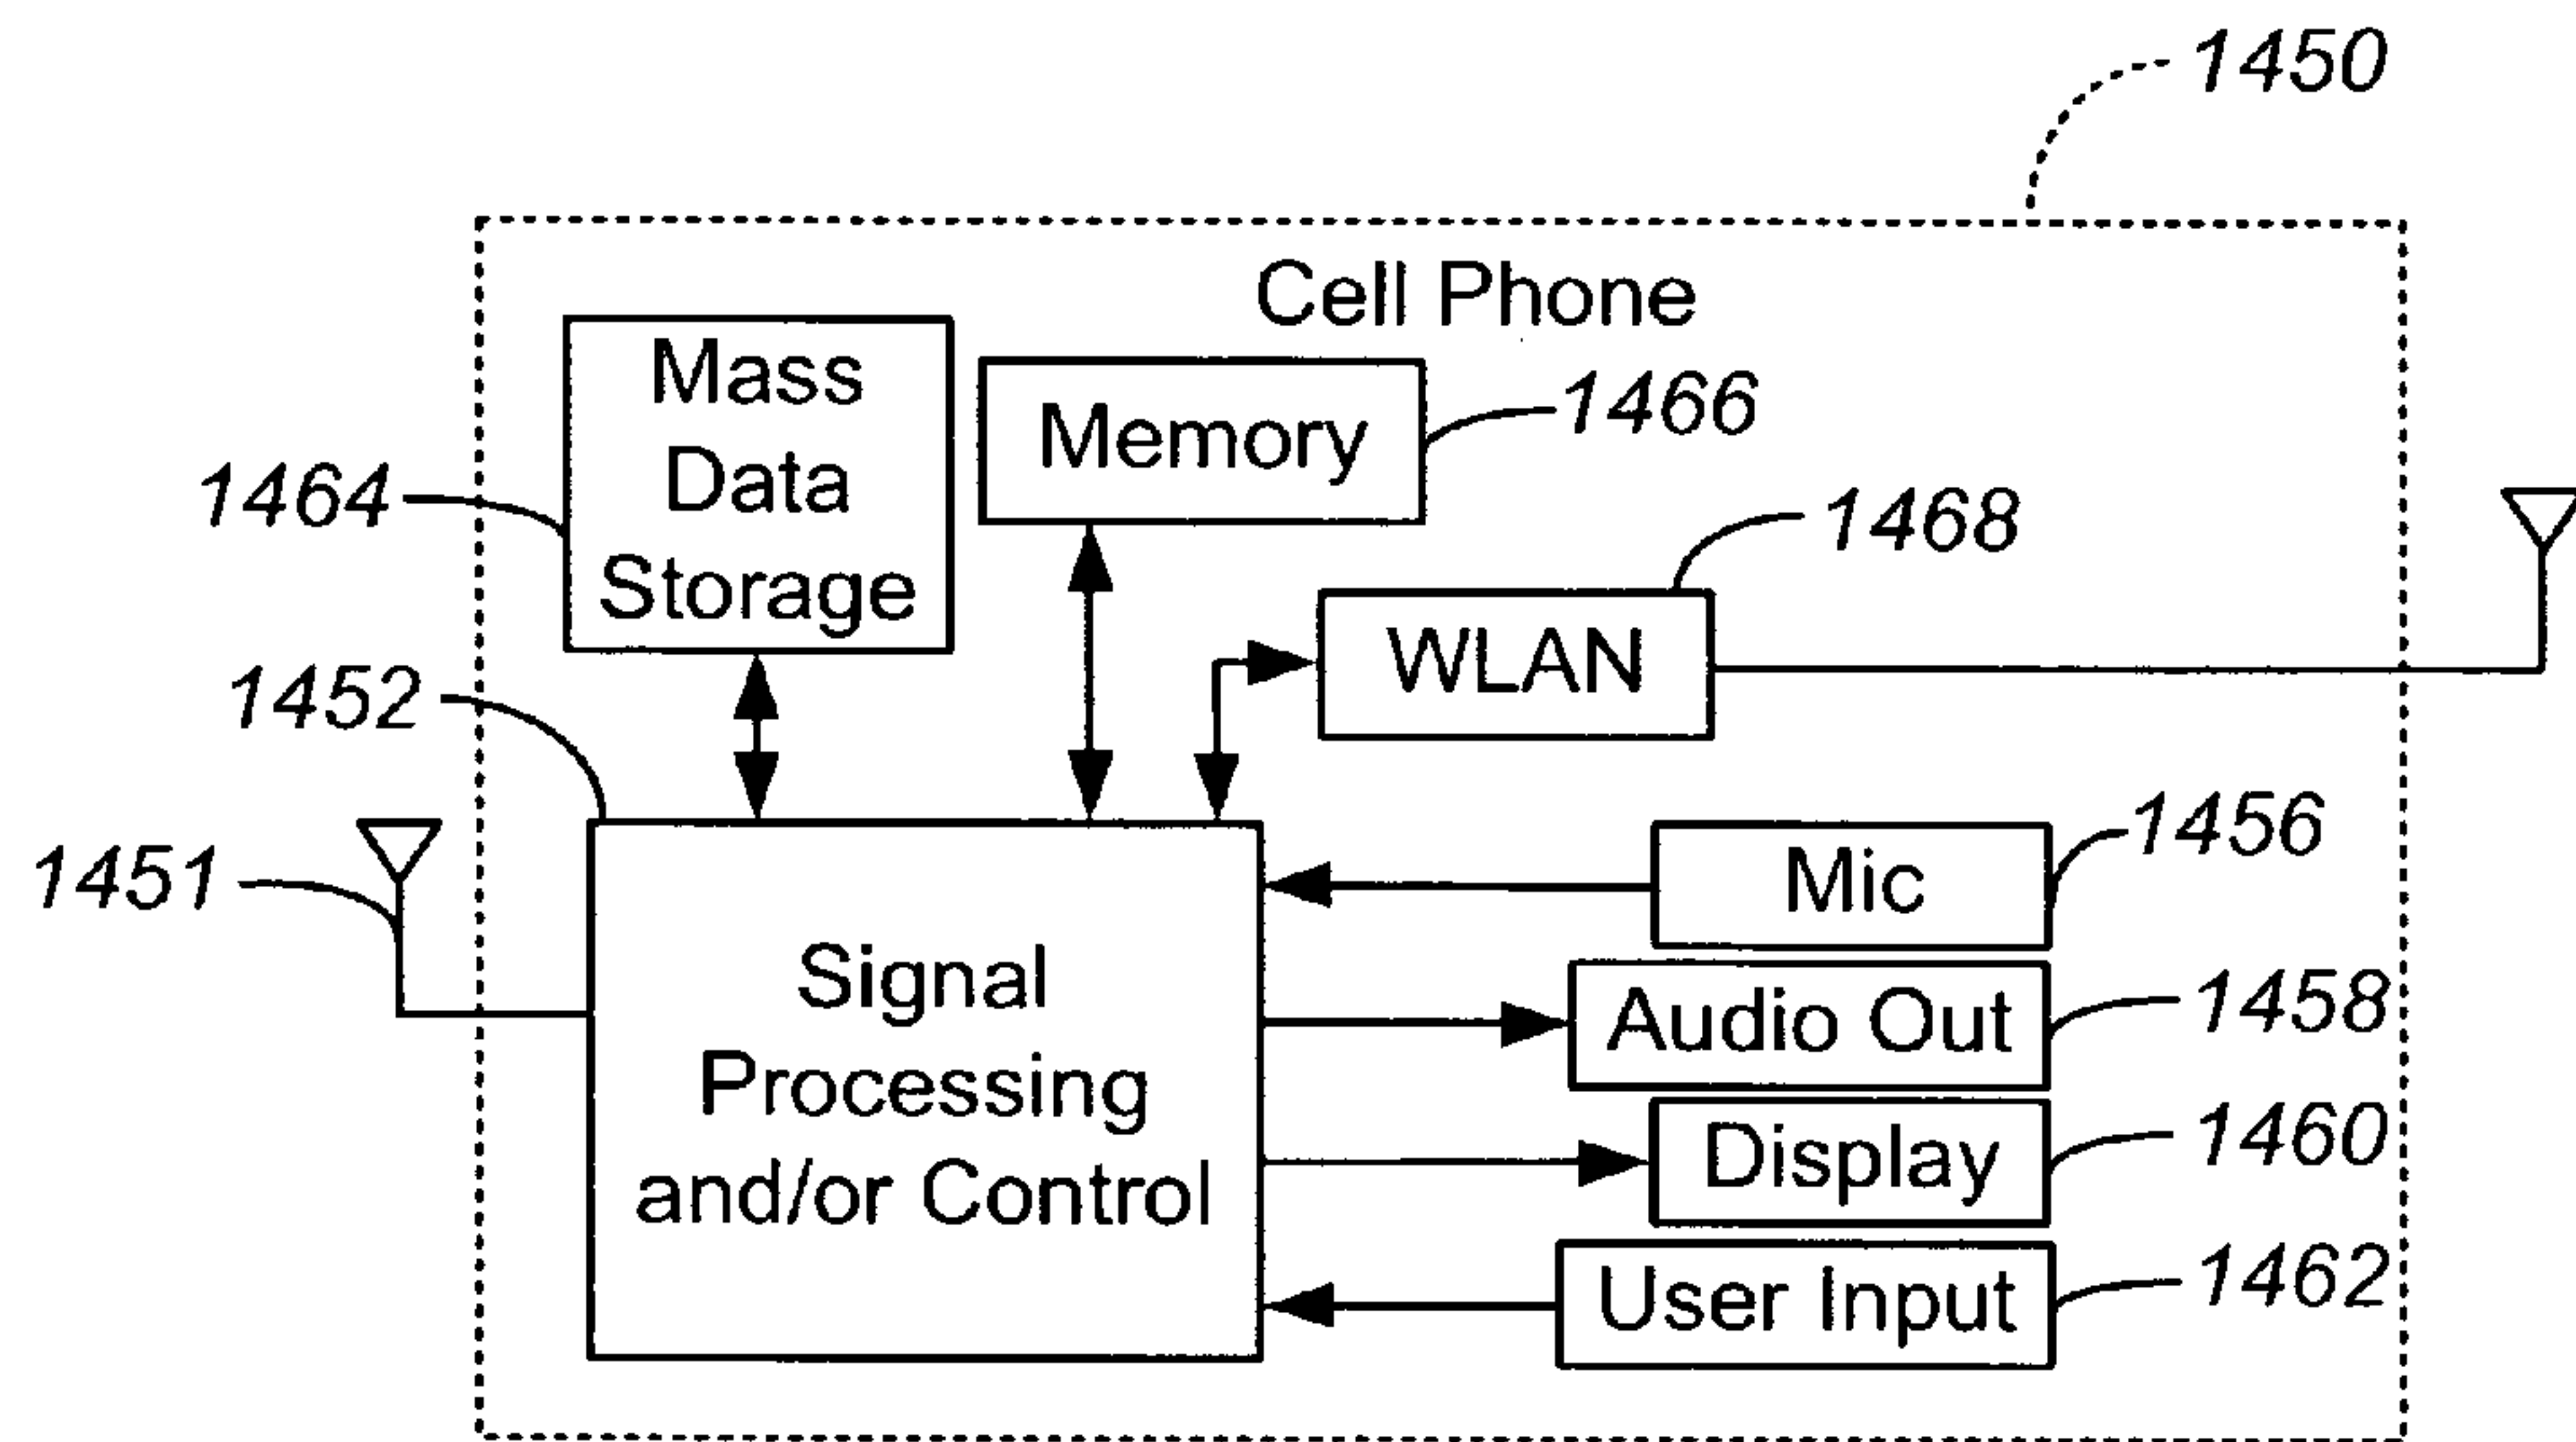 1450
Cell Phone
Mass
Data
Storage
Memory
1466
1464
1468
WLAN
1452
1451
Mic
1456
Signal
Processing
and/or Control
Audio Out
1458
Display
1460
User Input
1462